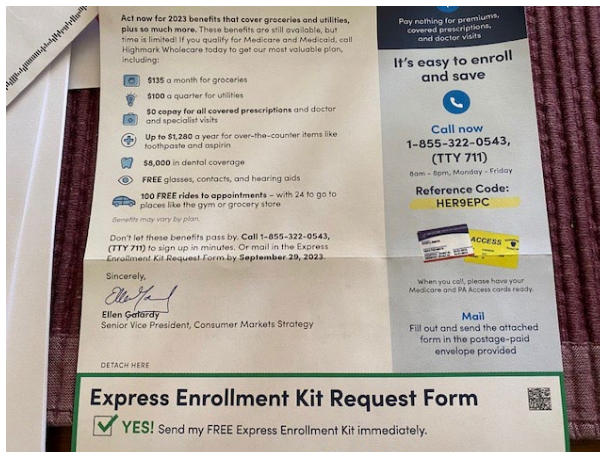 Act now for 2023 benefits that cover groceries and utilities,
plus so much more. These benefits are still available, but
time is limited! If you qualify for Medicare and Medicaid, call
Highmark Wholecare today to get our most valuable plan,
including:
$135 a month for groceries
$100 a quarter for utilities
$0 copay for all covered prescriptions and doctor
and specialist visits
Up to $1,280 a year for over-the-counter items like
toothpaste and aspirin
$8,000 in dental coverage
FREE glasses, contacts, and hearing aids
100 FREE rides to appointments – with 24 to go to
places like the gym or grocery store
Benefits may vary by plan.
Don't let these benefits pass by. Call 1-855-322-0543,
(TTY 711) to sign up in minutes. Or mail in the Express
Enrollment Kit Request Form by September 29, 2023.
Sincerely,
Ellen Galardy
Senior Vice President, Consumer Markets Strategy
DETACH HERE
Pay nothing for premiums,
covered prescriptions,
and doctor visits
It's easy to enroll
and save
Call now
1-855-322-0543,
(TTY 711)
8am – 8pm, Monday - Friday
Reference Code:
HER9EPC
ACCESS
When you call, please have your
Medicare and PA Access cards ready.
Mail
Fill out and send the attached
form in the postage-paid
envelope provided
Express Enrollment Kit Request Form
YES! Send my FREE Express Enrollment Kit immediately.